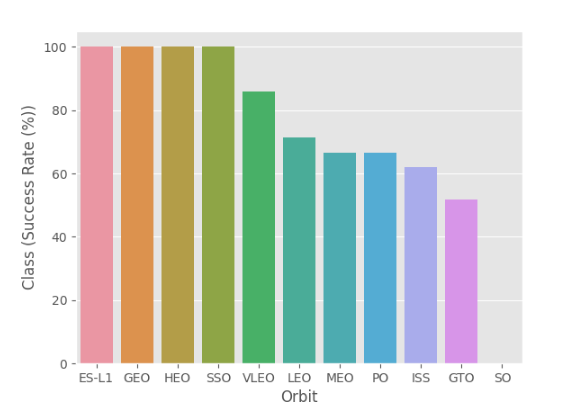 100
80
60
40
20
0
Class (Success Rate (%))
ES-L1 GEO HEO SSO VLEO LEO MEO PO ISS GTO SO
Orbit